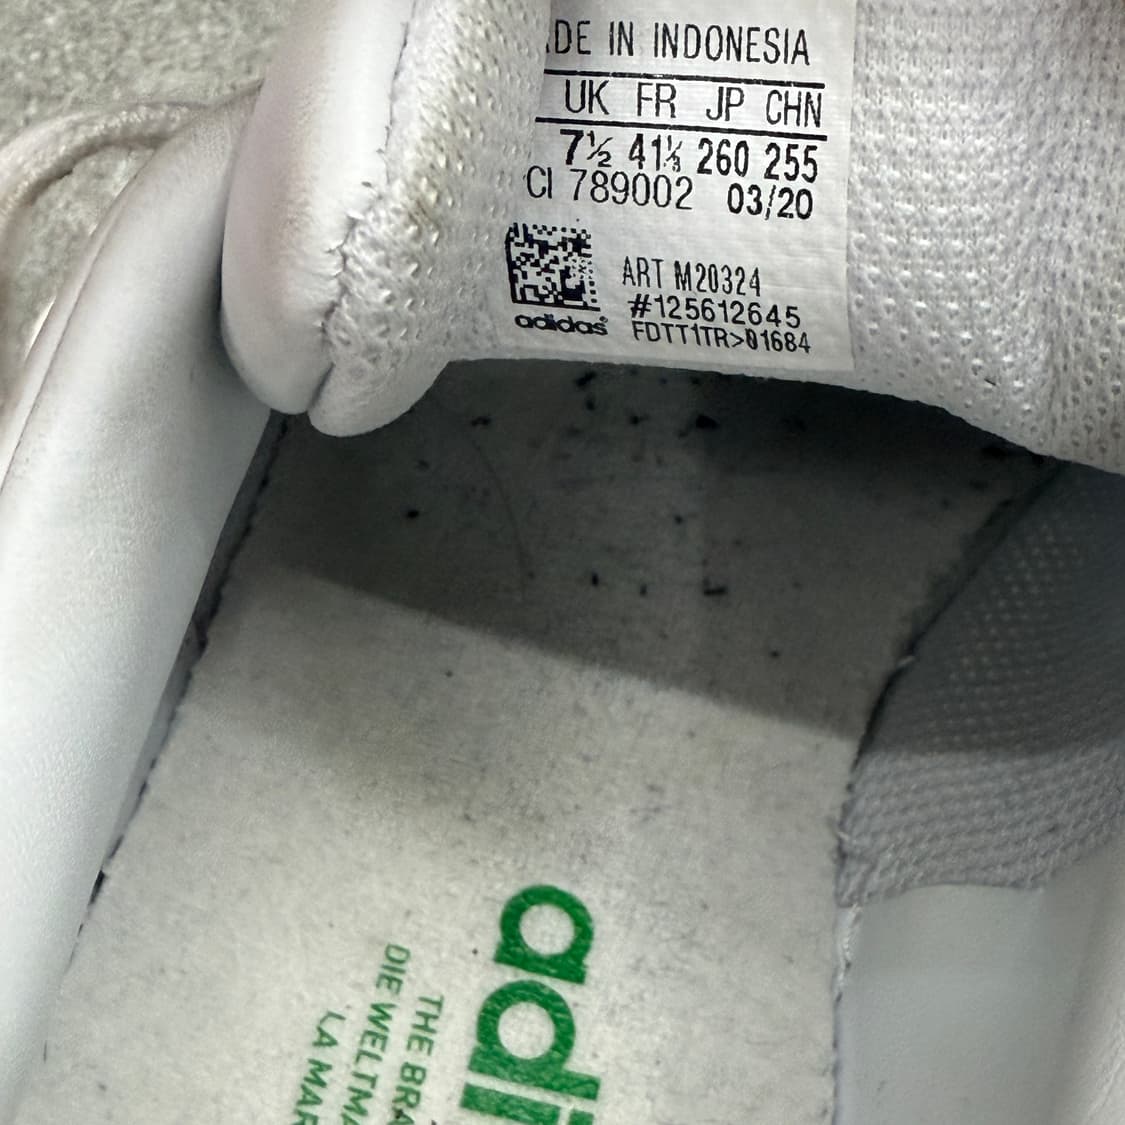 DE IN INDONESIA
UK FR JP CHN
7½ 41⅓ 260 255
CI 789002 03/20
ART M20324
#125612645
adidas
FDTT1TR>01684
adi
THE BRA
DIE WELTMA
LA MAR